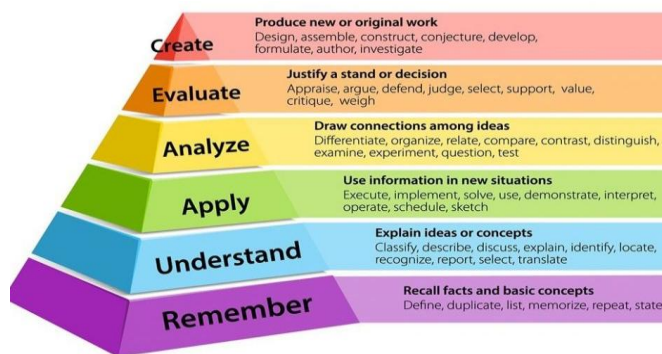 Create
Produce new or original work
Design, assemble, construct, conjecture, develop,
formulate, author, investigate
Evaluate
Justify a stand or decision
Appraise, argue, defend, judge, select, support, value,
critique, weigh
Analyze
Draw connections among ideas
Differentiate, organize, relate, compare, contrast, distinguish,
examine, experiment, question, test
Apply
Use information in new situations
Execute, implement, solve, use, demonstrate, interpret,
operate, schedule, sketch
Understand
Explain ideas or concepts
Classify, describe, discuss, explain, identify, locate,
recognize, report, select, translate
Remember
Recall facts and basic concepts
Define, duplicate, list, memorize, repeat, state